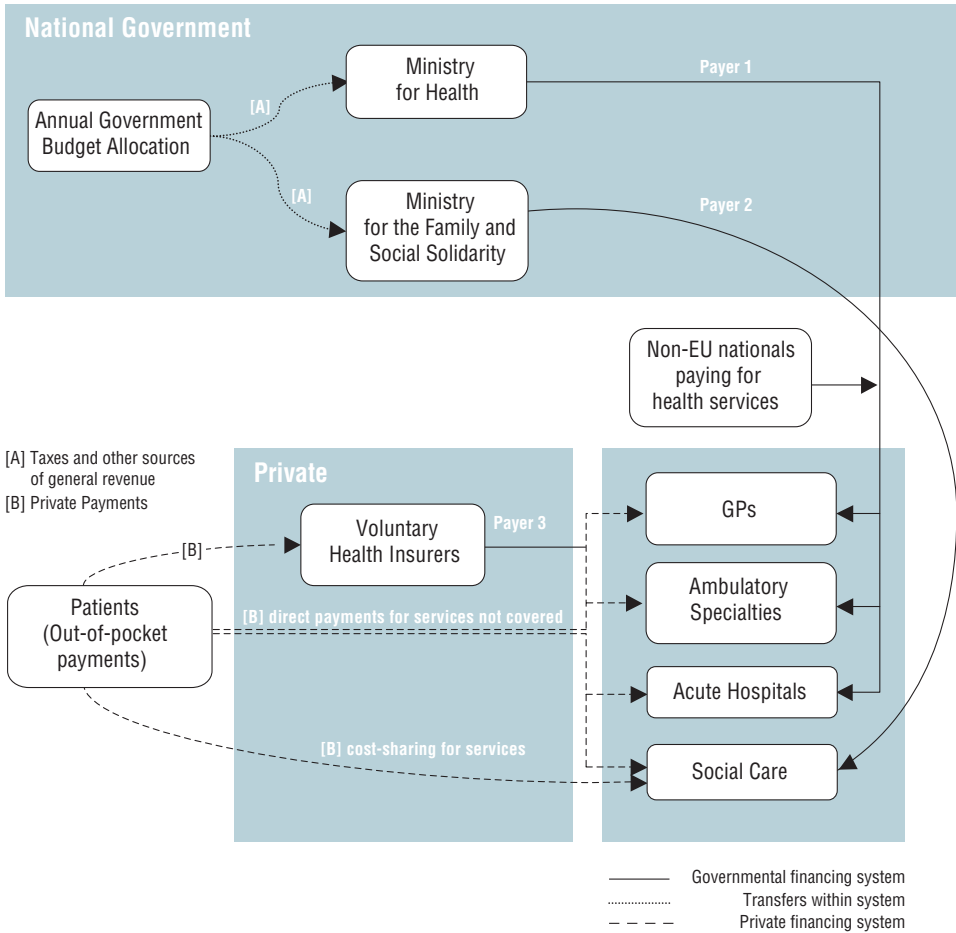 National Government
Annual Government
Budget Allocation
[A]
[A]
Ministry
for Health
Ministry
for the Family and
Social Solidarity
Payer 1
Payer 2
Non-EU nationals
paying for
health services
[A] Taxes and other sources
of general revenue
[B] Private Payments
Private
[B]
Voluntary
Health Insurers
Payer 3
Patients
(Out-of-pocket
payments)
[B] direct payments for services not covered
[B] cost-sharing for services
GPs
Ambulatory
Specialties
Acute Hospitals
Social Care
Governmental financing system
Transfers within system
Private financing system